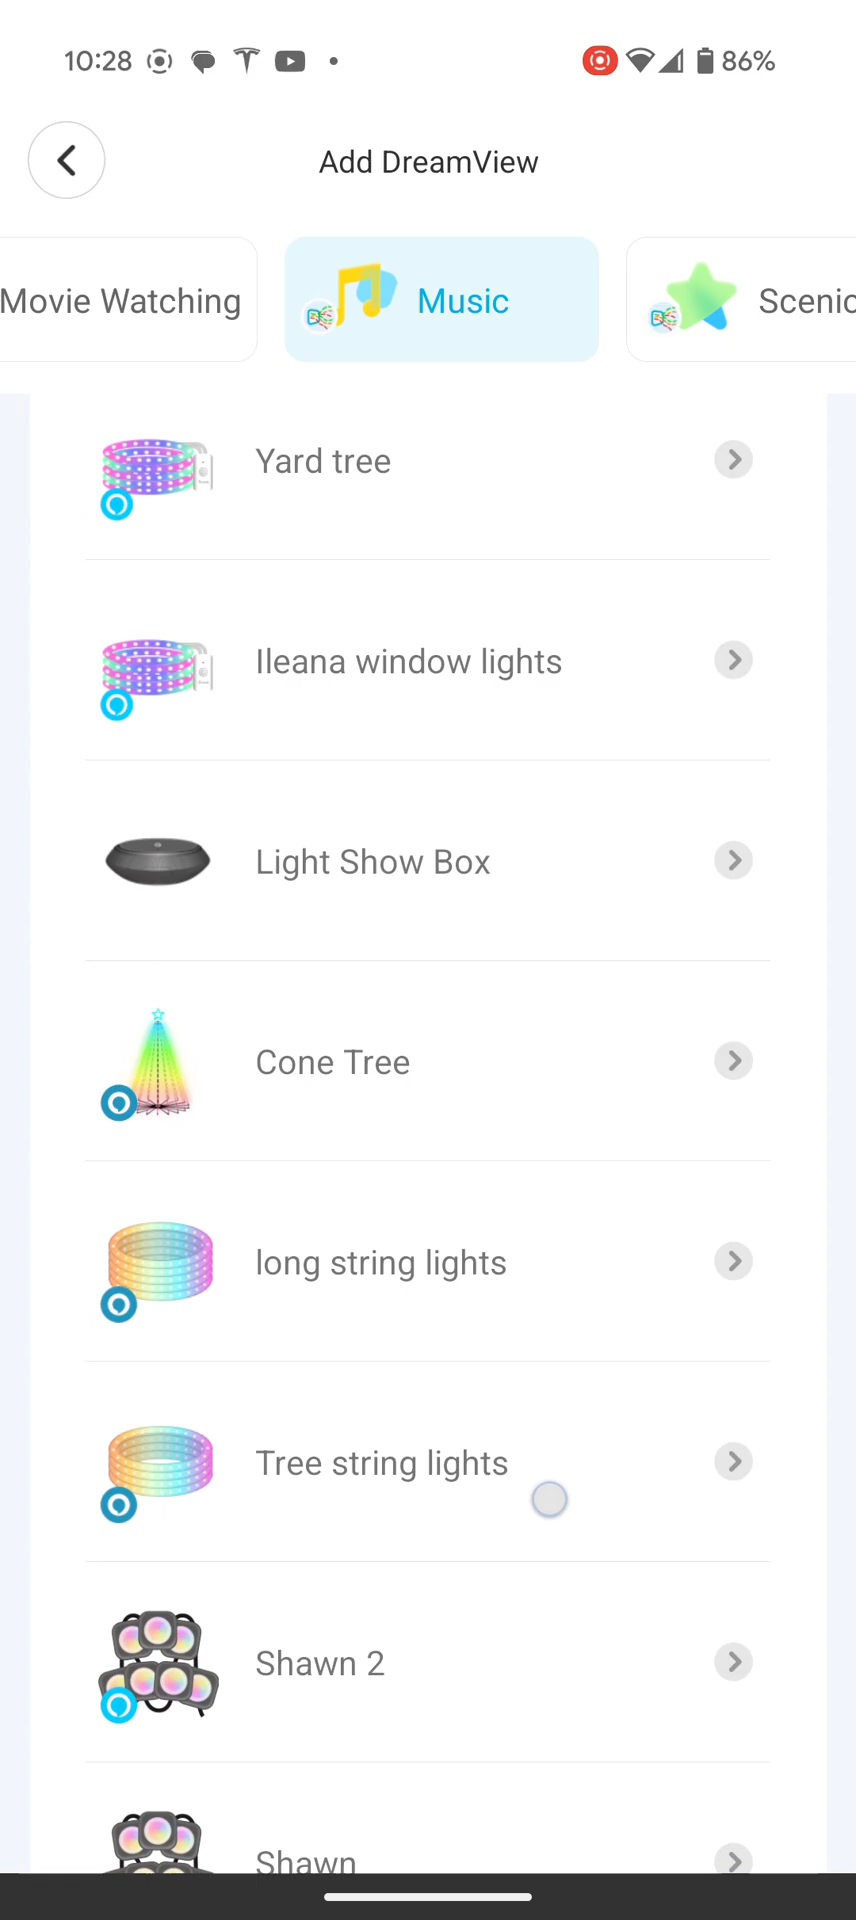 10:28
86%
Add DreamView
Movie Watching
Music
Scenic
Yard tree
Ileana window lights
Light Show Box
Cone Tree
long string lights
Tree string lights
Shawn 2
Shawn